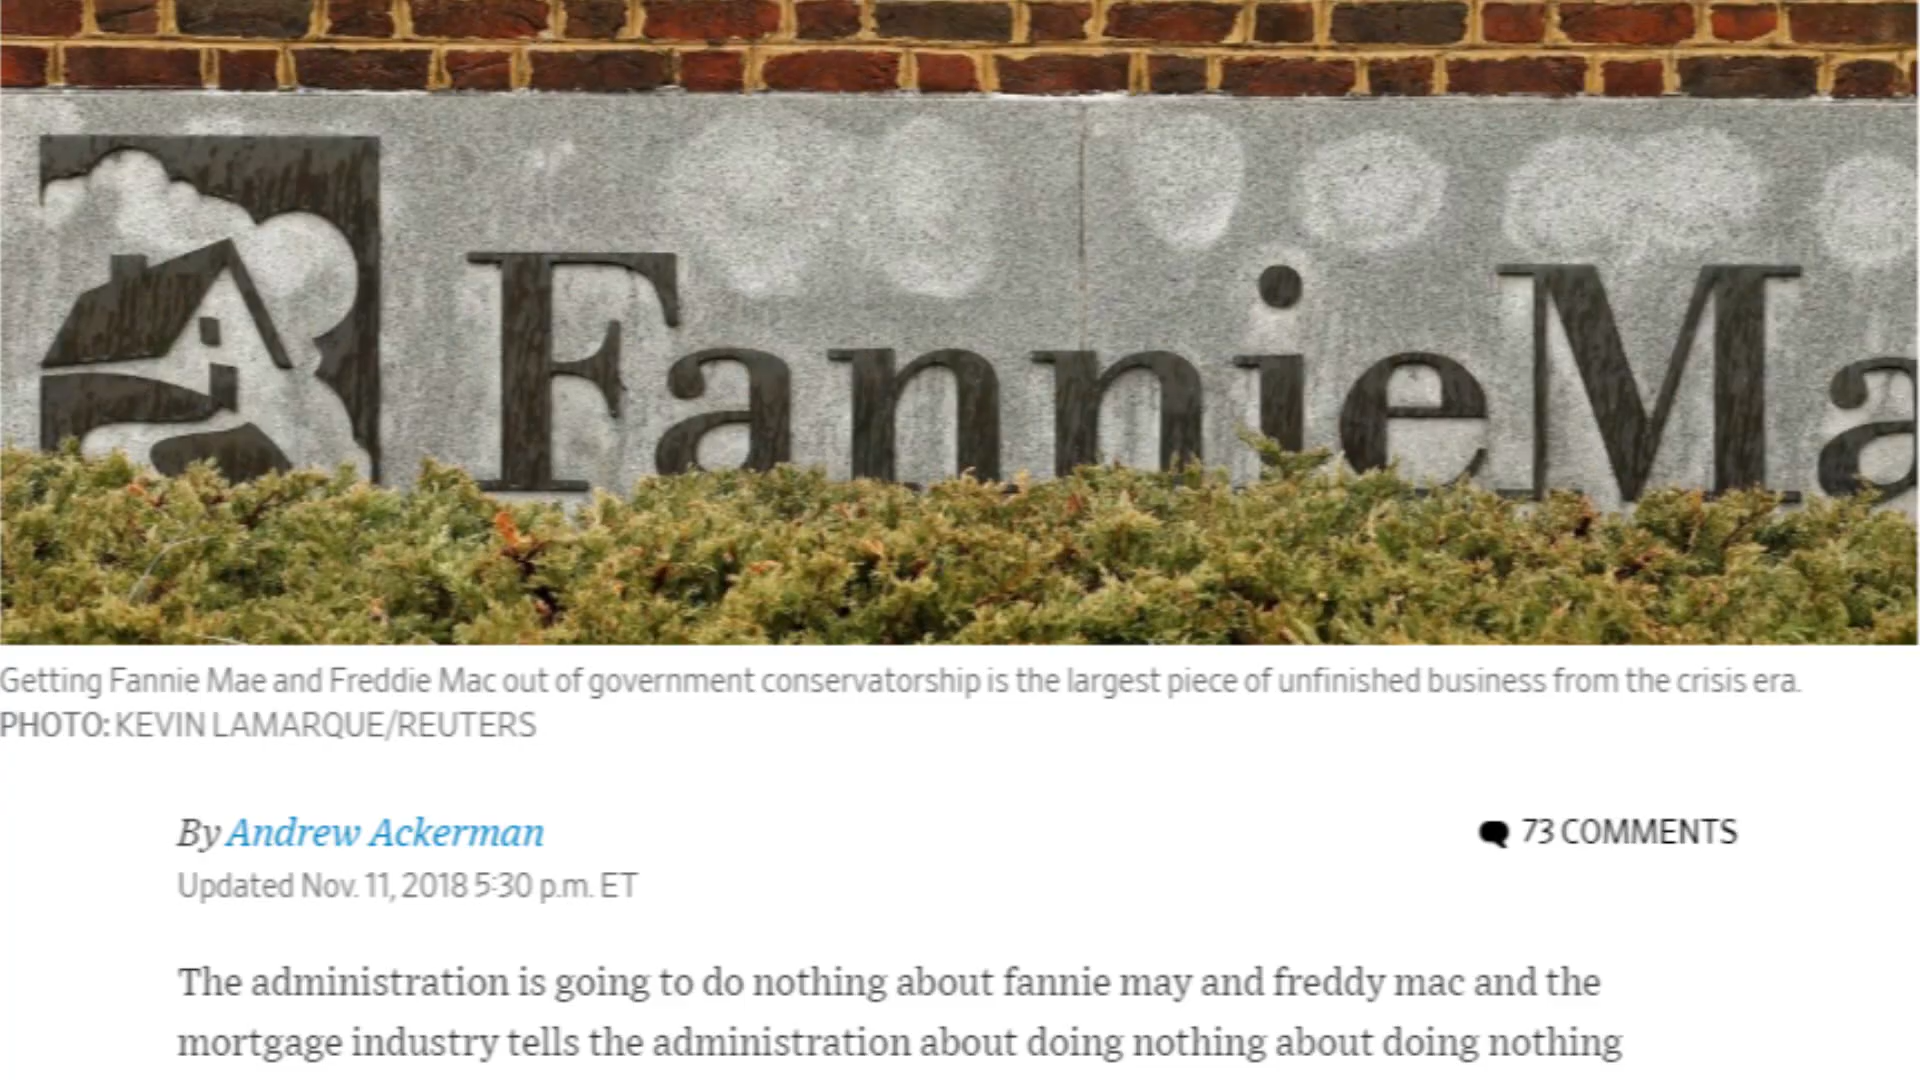 FannieMa
Getting Fannie Mae and Freddie Mac out of government conservatorship is the largest piece of unfinished business from the crisis era.
PHOTO: KEVIN LAMARQUE/REUTERS
By Andrew Ackerman
73 COMMENTS
Updated Nov. 11, 2018 5:30 p.m. ET
The administration is going to do nothing about fannie may and freddy mac and the
mortgage industry tells the administration about doing nothing about doing nothing